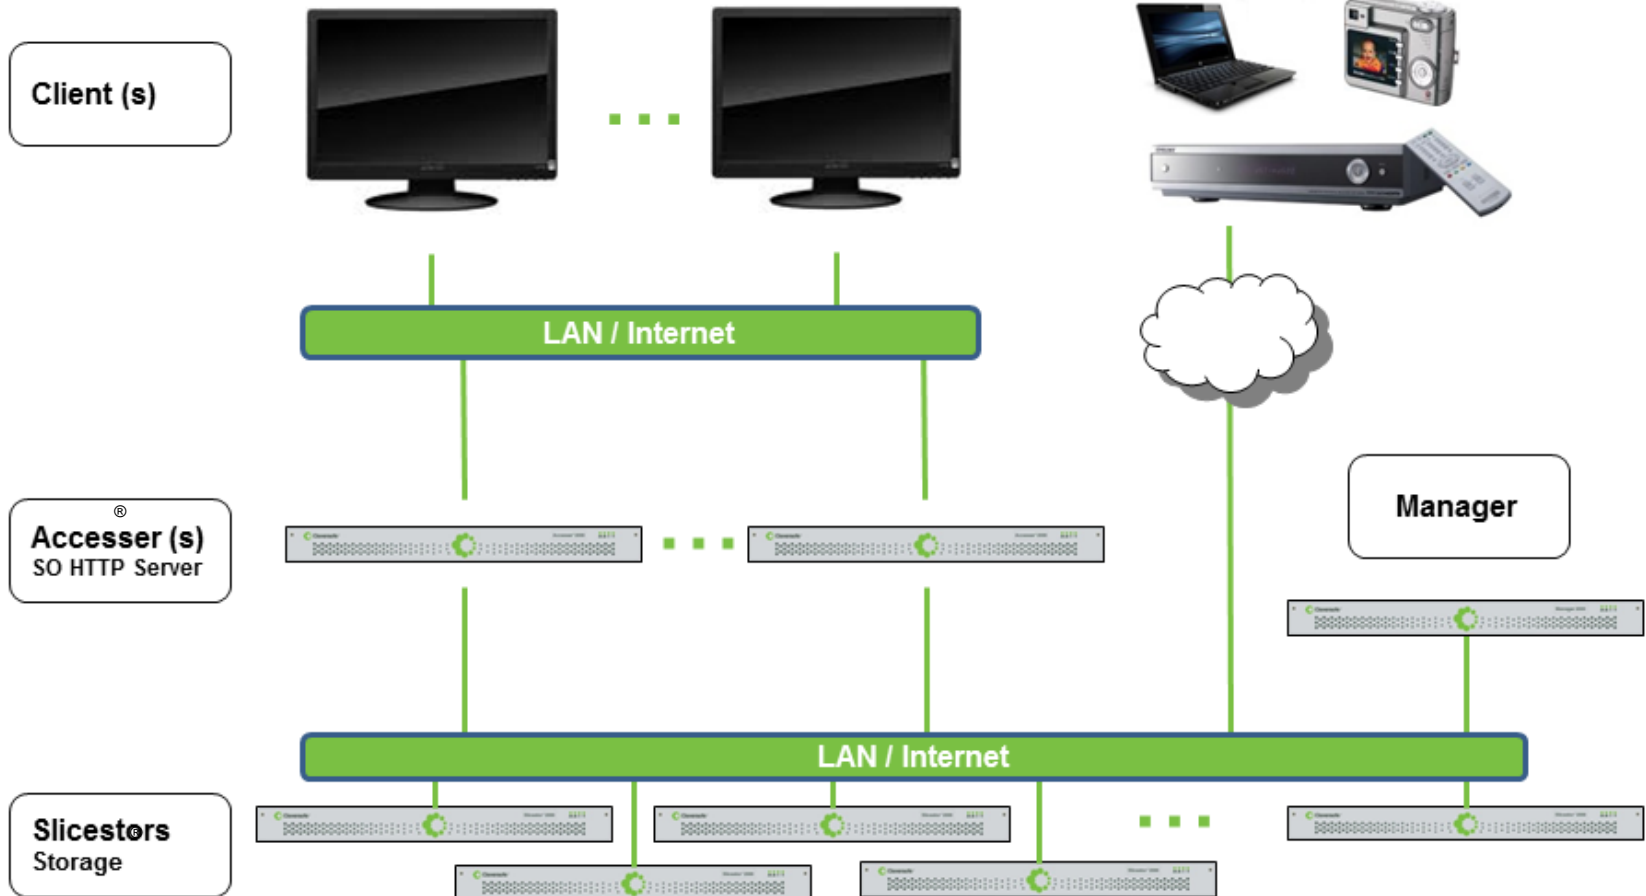 Client (s)
LAN / Internet
®
Accesser (s)
SO HTTP Server
Manager
LAN / Internet
Slicestors
Storage